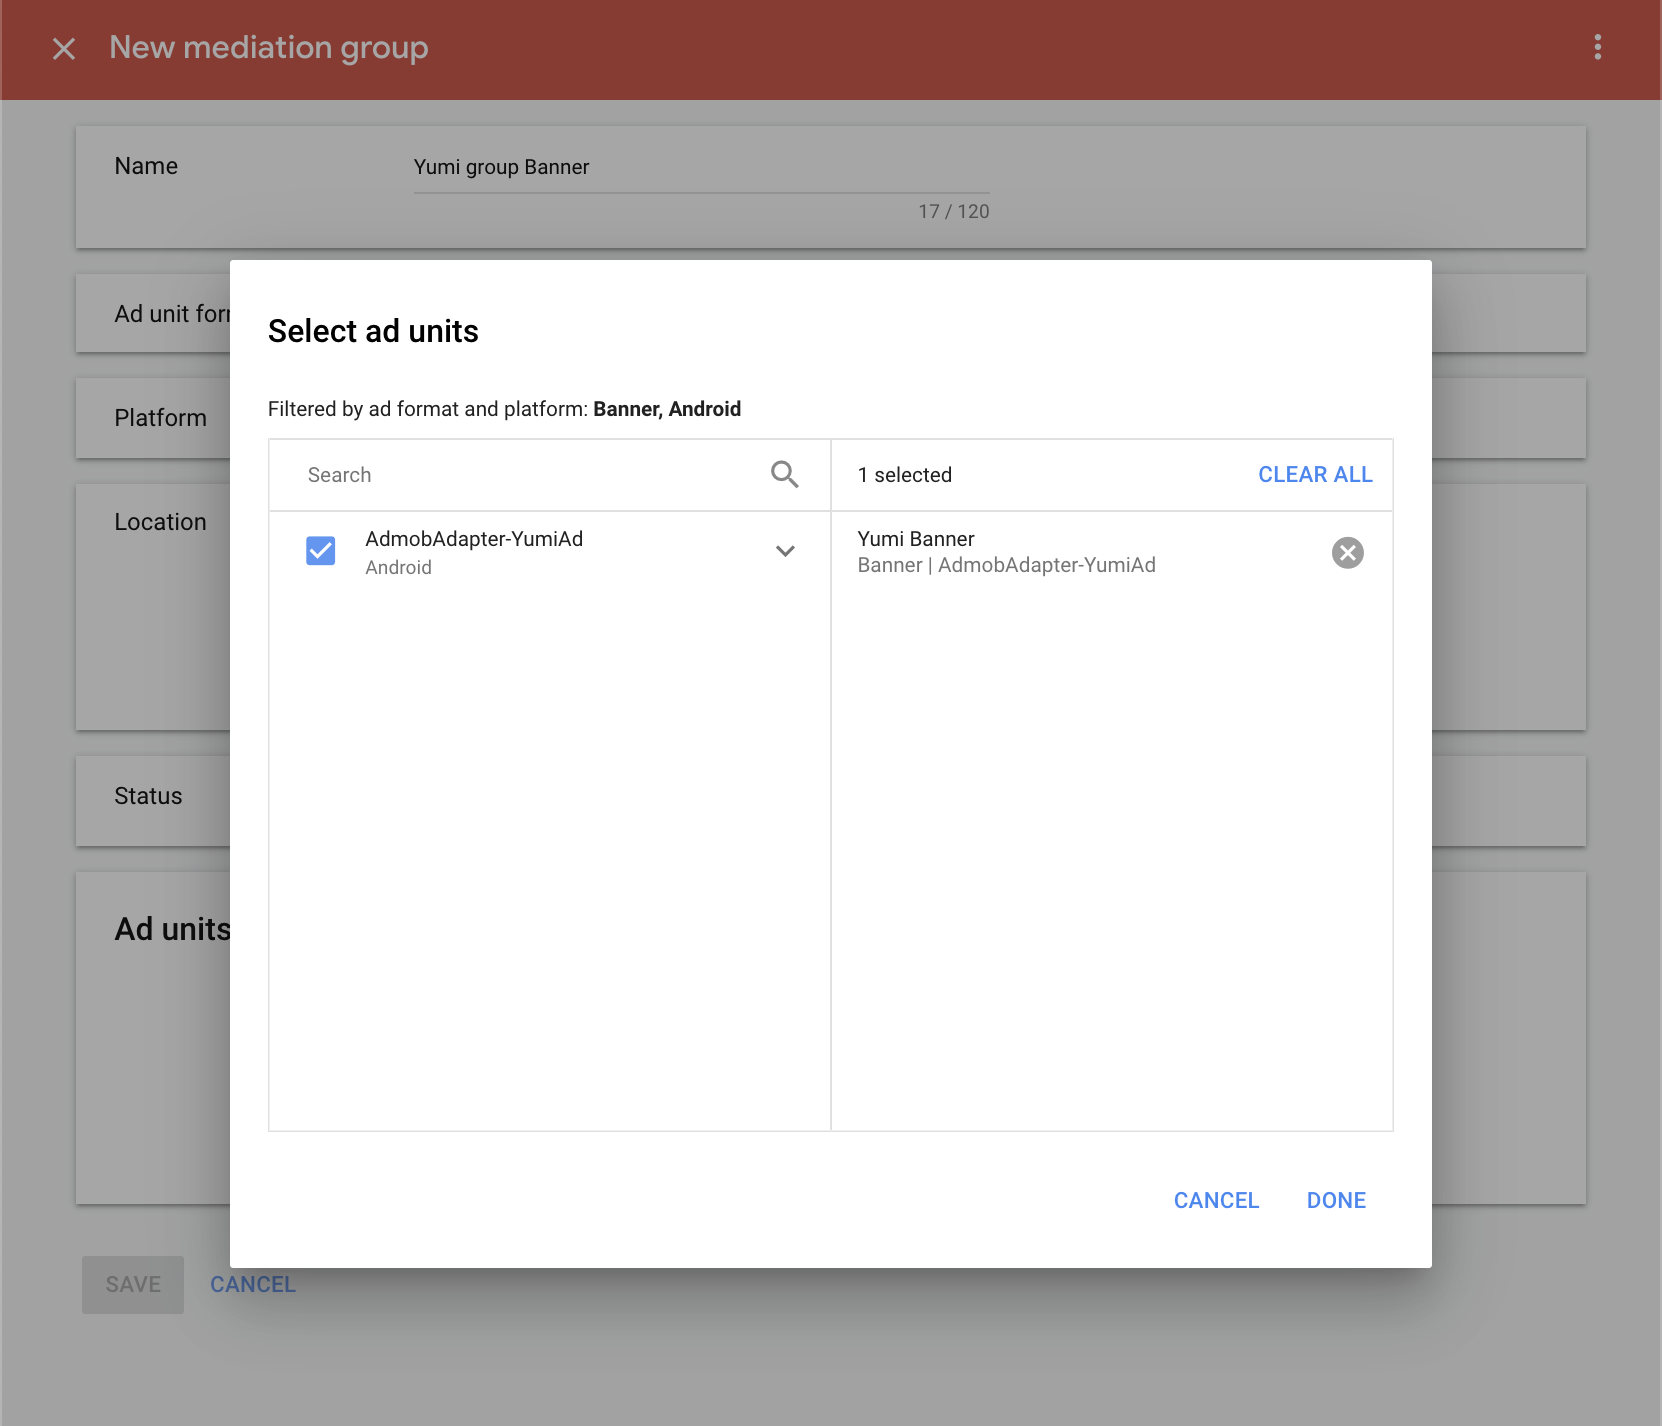 New mediation group
Name
Yumi group Banner
17 / 120
Ad unit for
Select ad units
Filtered by ad format and platform: Banner, Android
Platform
Search
1 selected
CLEAR ALL
Location
AdmobAdapter-YumiAd
Android
Yumi Banner
Banner | AdmobAdapter-YumiAd
Status
Ad units
CANCEL
DONE
SAVE
CANCEL